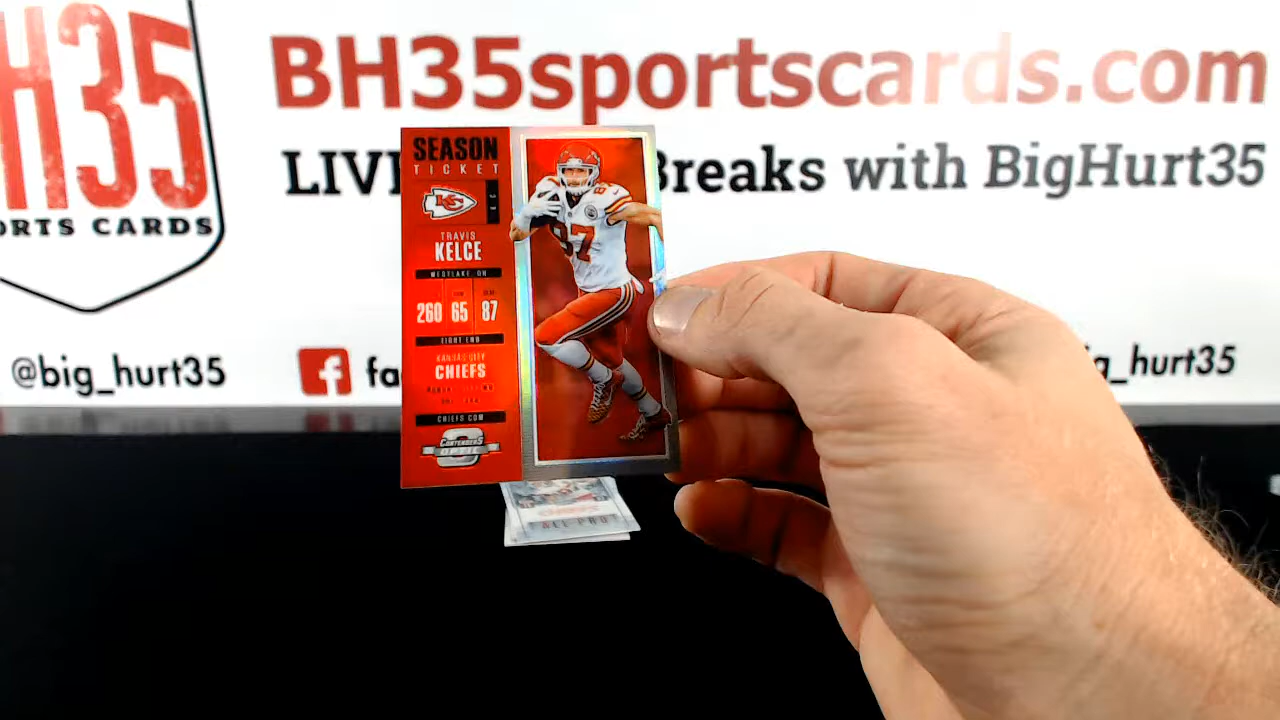 H35
ORTS CARDS
BH35sportscards.com
LIV Breaks with BigHurt35
@big_hurt35
f fa
g_hurt35
SEASON
TICKET
KC
TRAVIS
KELCE
WESTLAKE, OH
260 65 87
TIGHT END
KANSAS CITY
CHIEFS
CHIEFS.COM
CONTENDERS
OPTIC
87
ALL PRO